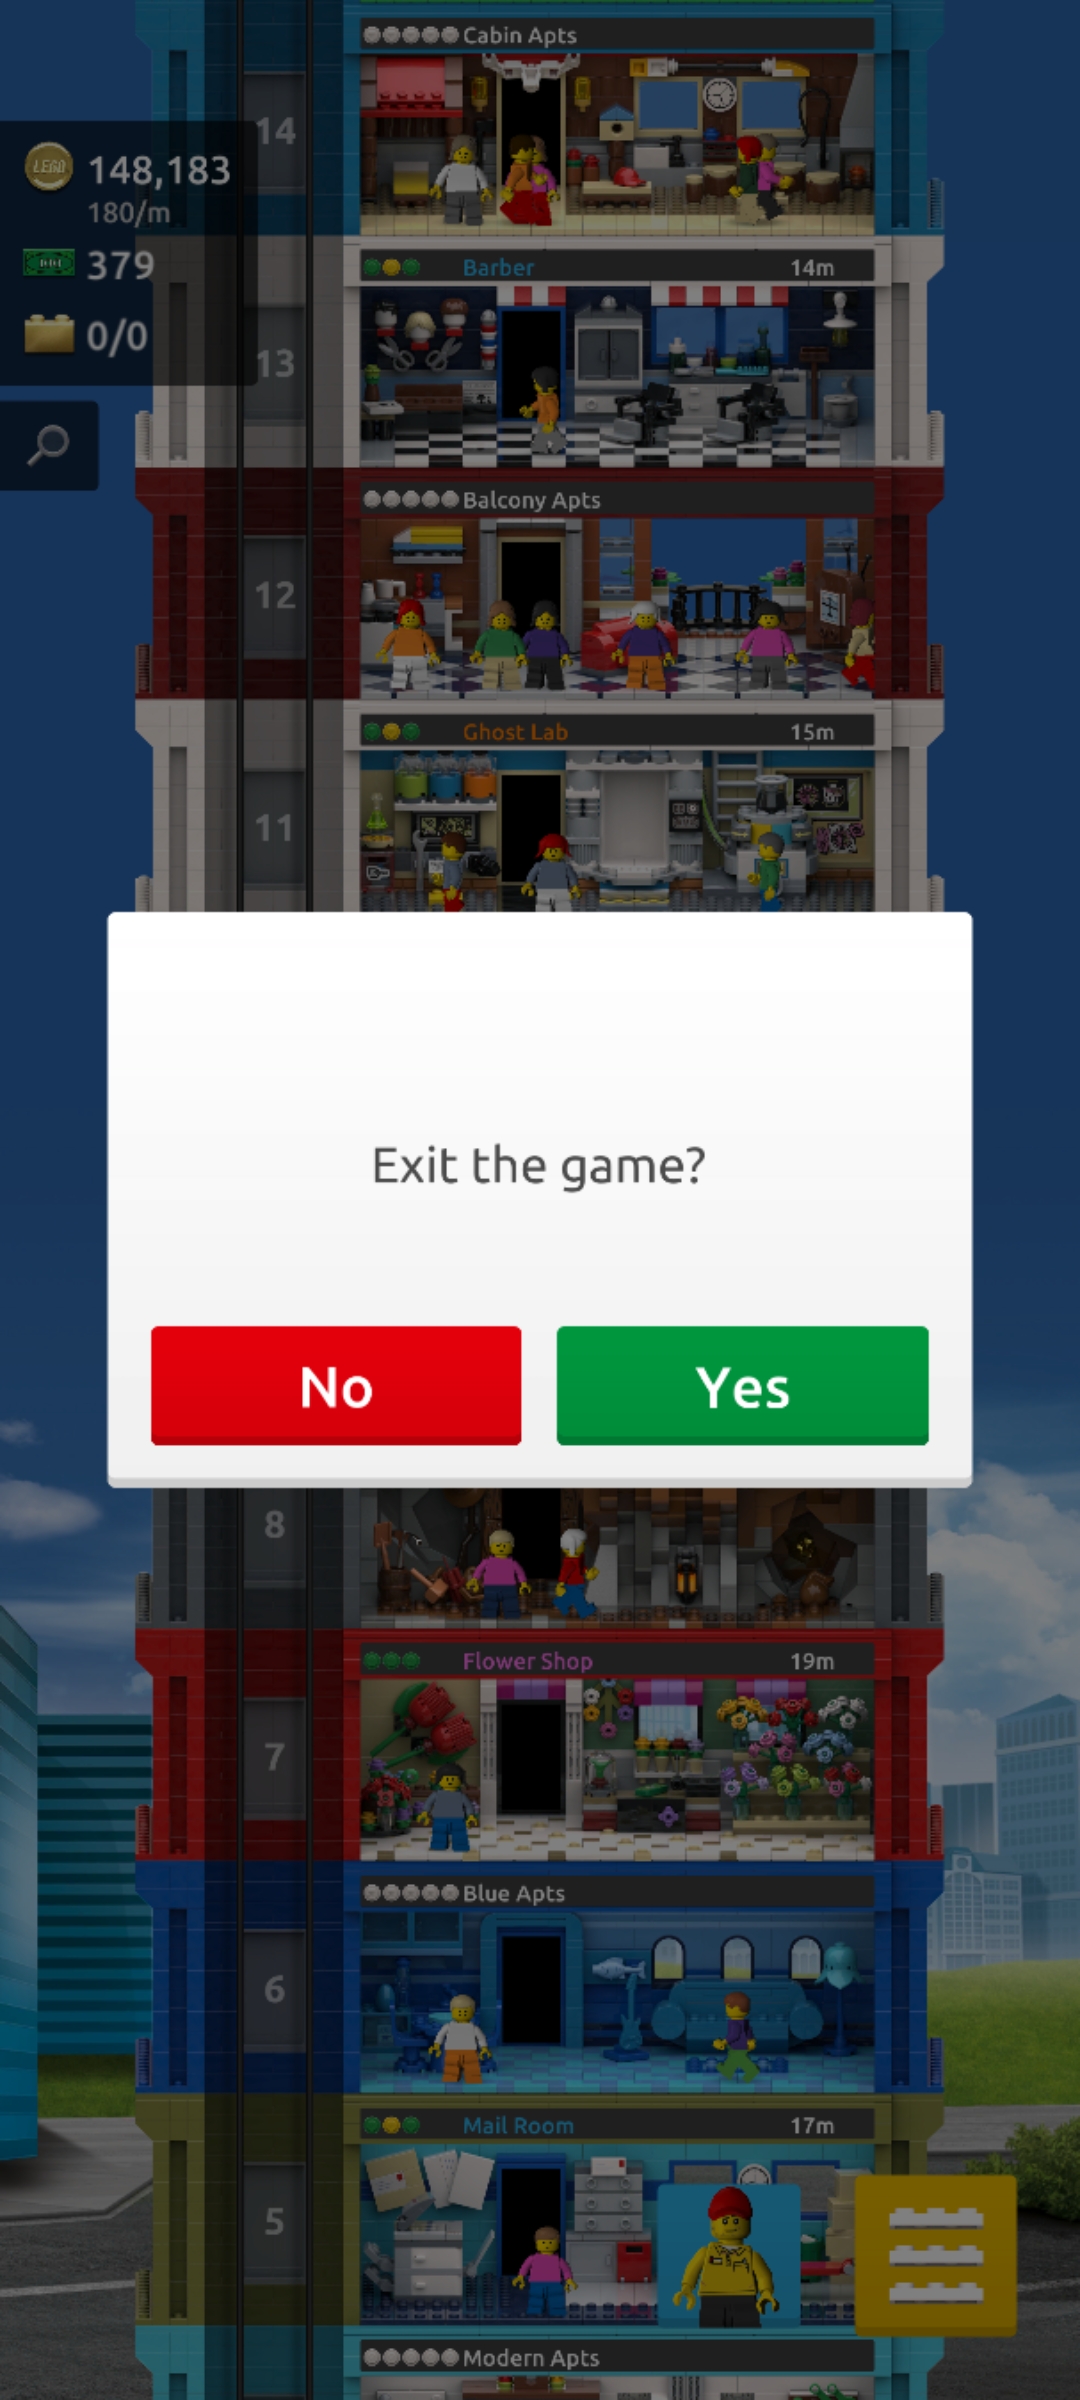 Cabin Apts
14
LEGO
148,183
180/m
379
0/0
Barber 14m
13
Balcony Apts
12
Ghost Lab 15m
11
Exit the game?
No Yes
8
Flower Shop 19m
7
Blue Apts
6
Mail Room 17m
5
Modern Apts